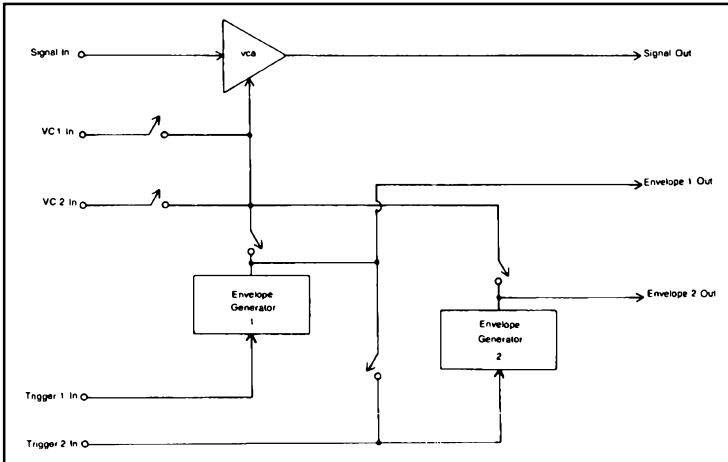 Signal In
vca
Signal Out
VC 1 In
Envelope 1 Out
VC 2 In
Envelope
Generator
1
Envelope 2 Out
Envelope
Generator
2
Trigger 1 In
Trigger 2 In